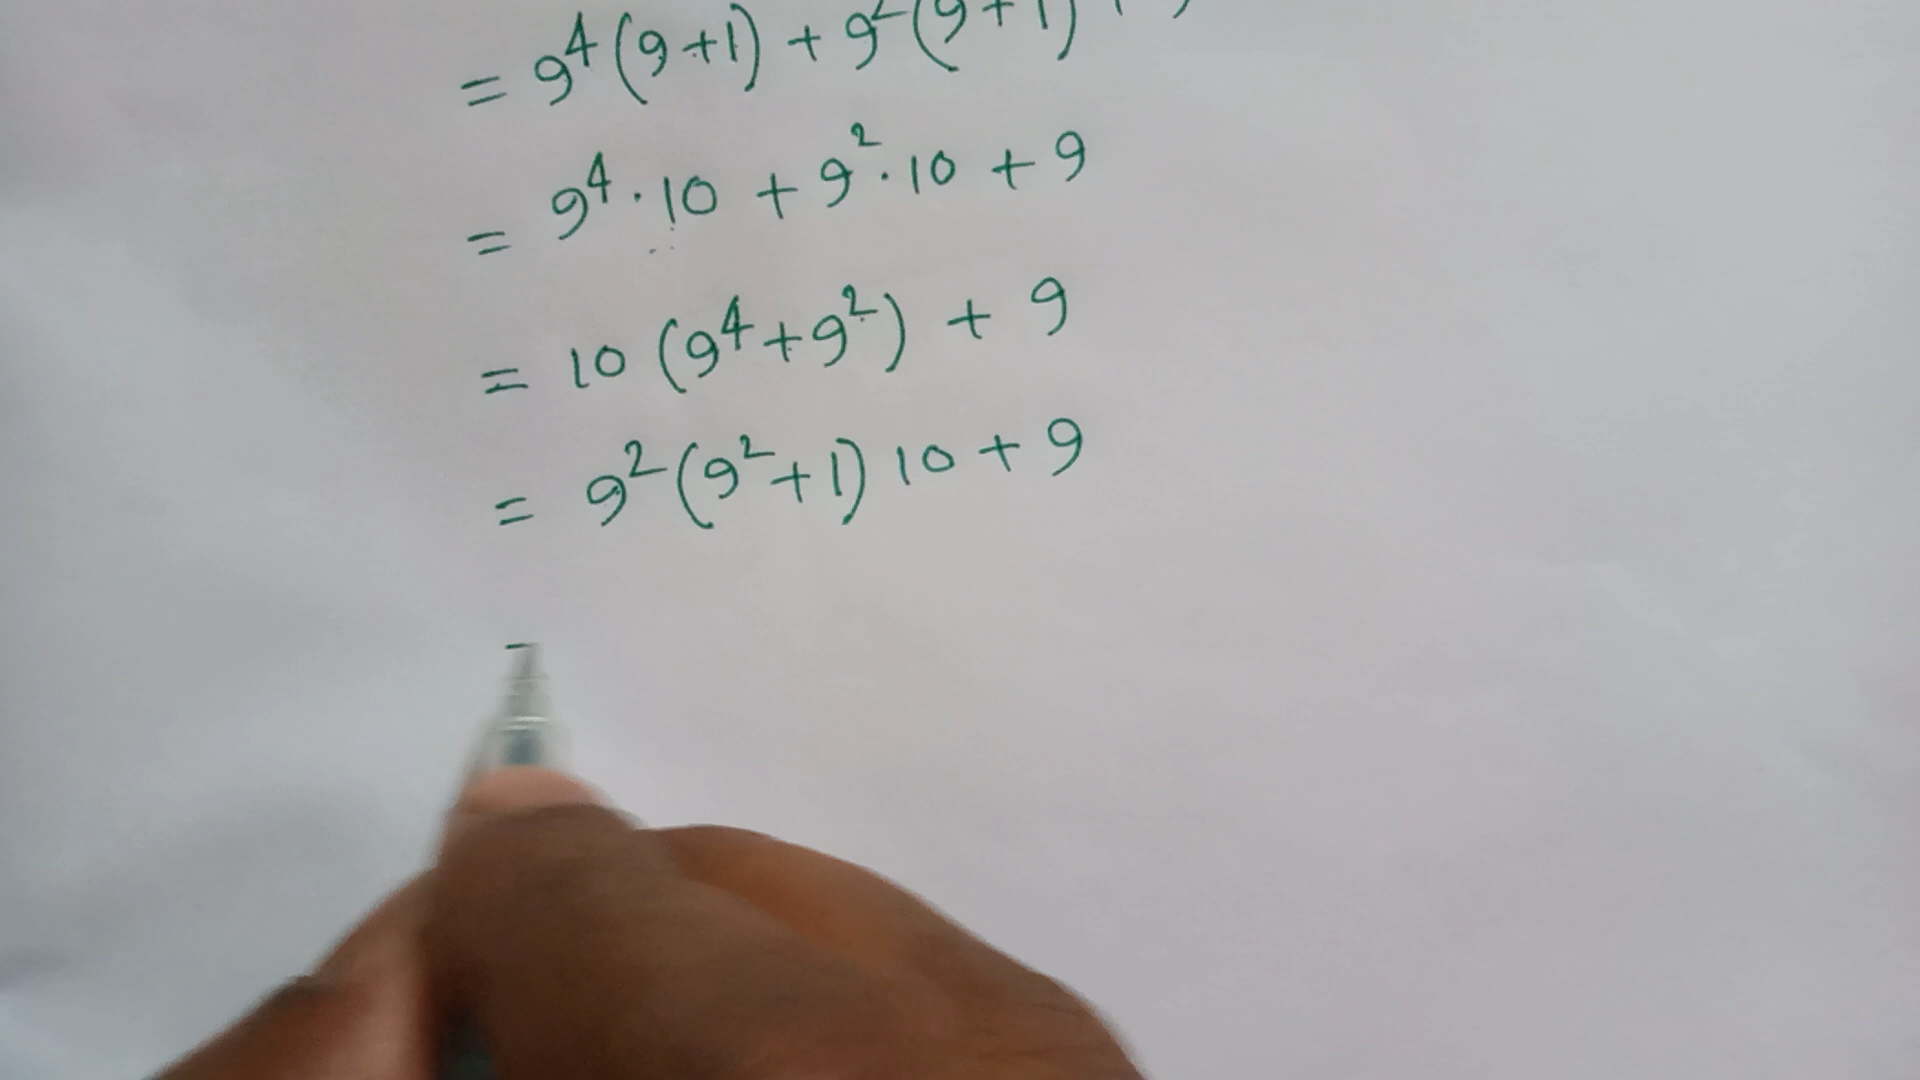 = 9⁴(9+1) + 9²(9+1)
= 9⁴·10 + 9²·10 + 9
= 10 (9⁴+9²) + 9
= 9²(9²+1) 10 + 9